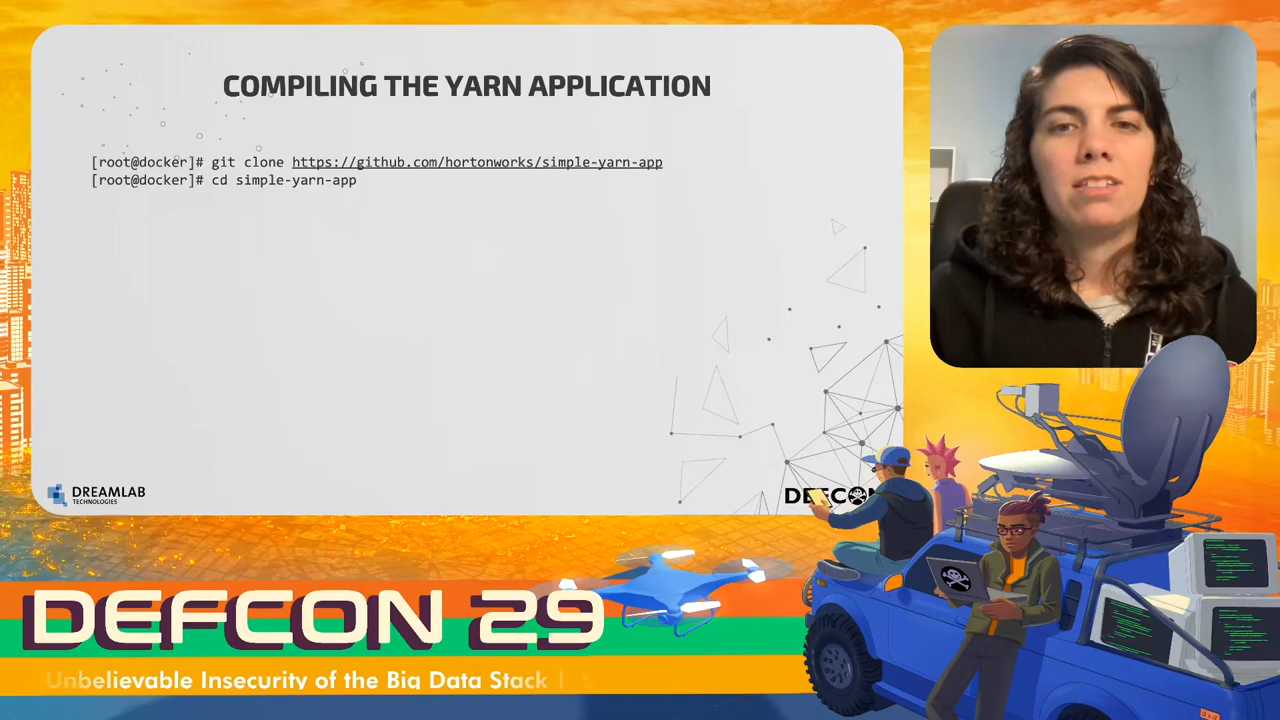 COMPILING THE YARN APPLICATION
[root@docker]# git clone https://github.com/hortonworks/simple-yarn-app
[root@docker]# cd simple-yarn-app
DREAMLAB
TECHNOLOGIES
DEFCON
DEFCON 29
Unbelievable Insecurity of the Big Data Stack | S